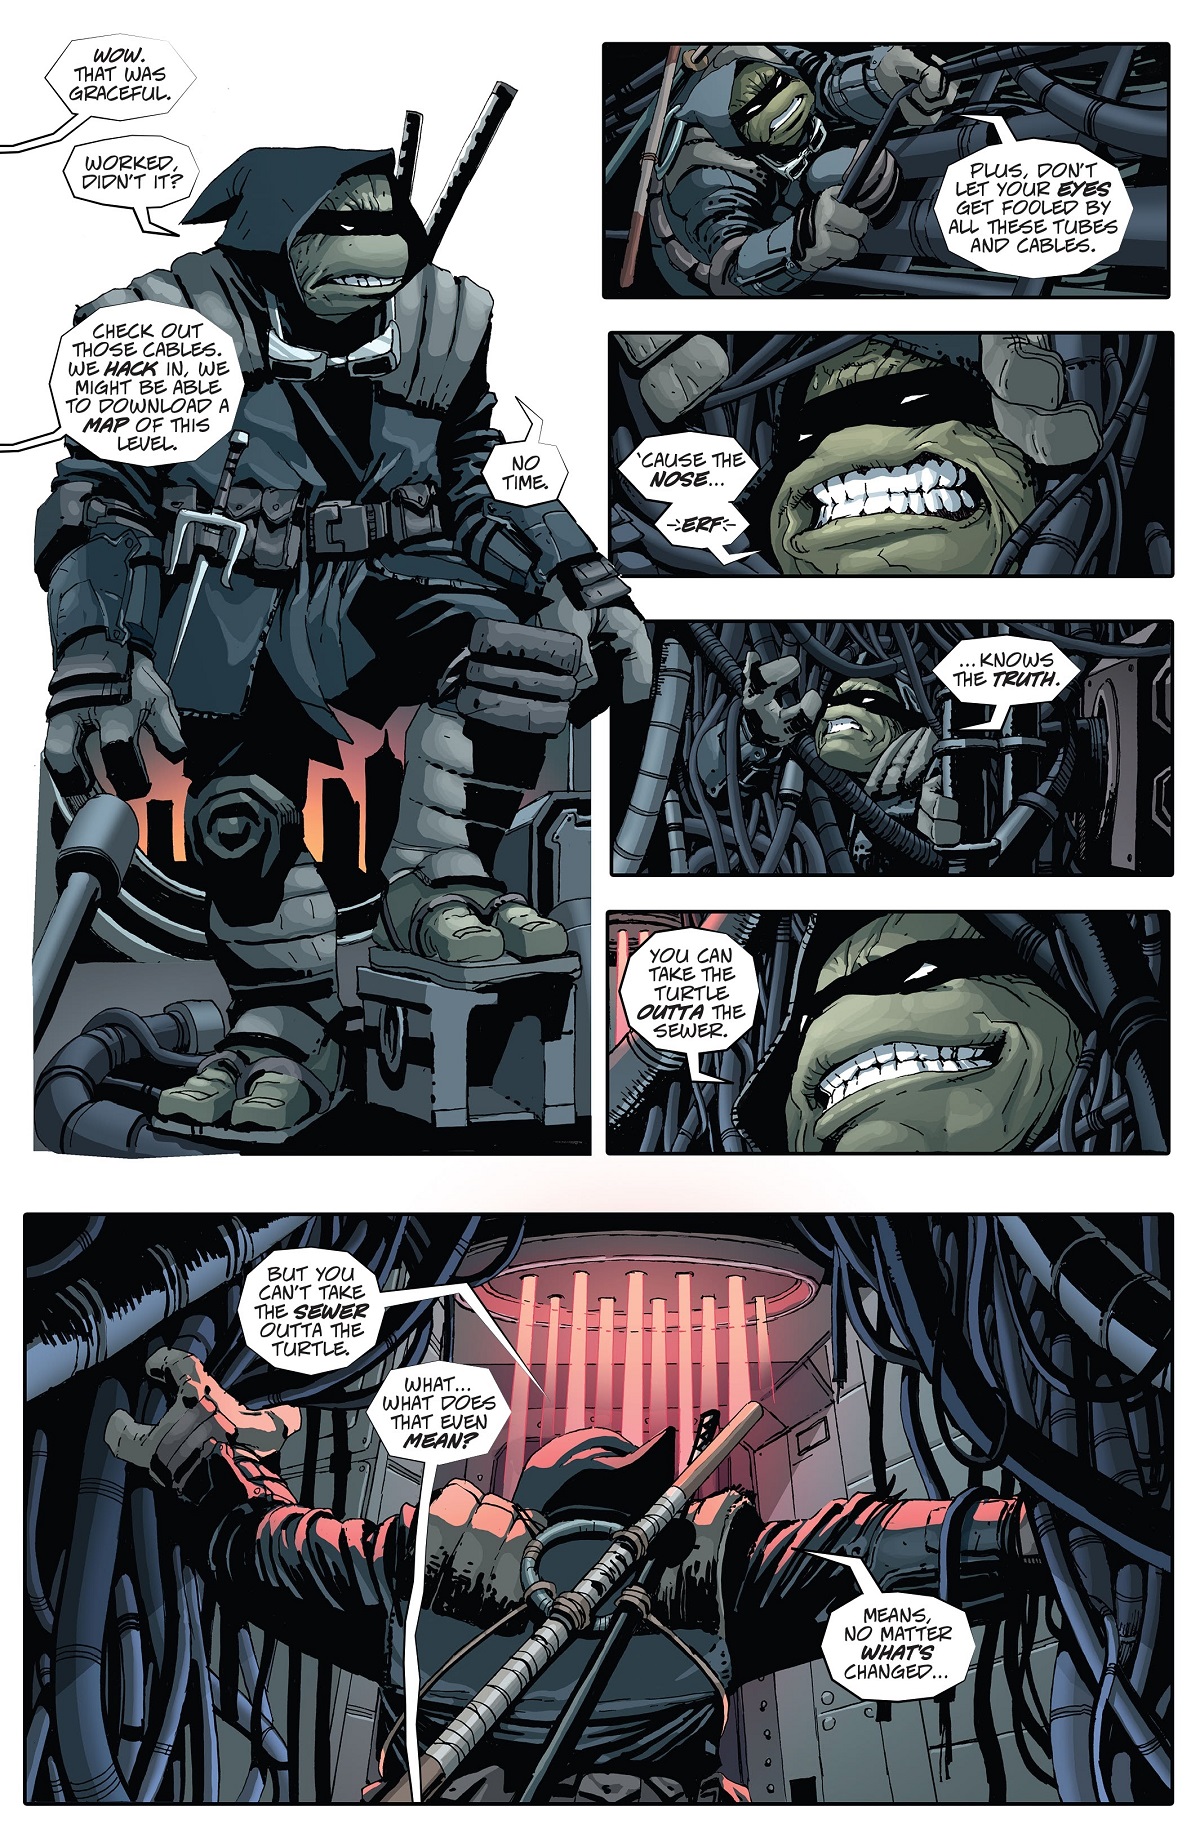 WOW.
THAT WAS
GRACEFUL.
WORKED,
DIDN'T IT?
CHECK OUT
THOSE CABLES.
WE HACK IN, WE
MIGHT BE ABLE
TO DOWNLOAD A
MAP OF THIS
LEVEL.
NO
TIME.
PLUS, DON'T
LET YOUR EYES
GET FOOLED BY
ALL THESE TUBES
AND CABLES.
'CAUSE THE
NOSE...
ERF
...KNOWS
THE TRUTH.
YOU CAN
TAKE THE
TURTLE
OUTTA THE
SEWER.
BUT YOU
CAN'T TAKE
THE SEWER
OUTTA THE
TURTLE.
WHAT...
WHAT DOES
THAT EVEN
MEAN?
MEANS,
NO MATTER
WHAT'S
CHANGED...